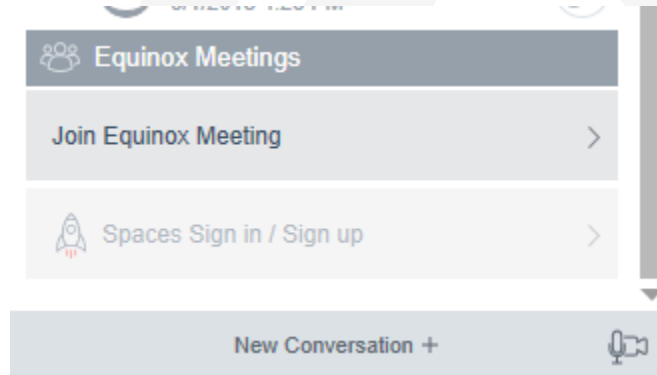 Equinox Meetings
Join Equinox Meeting
Spaces Sign in / Sign up
New Conversation +